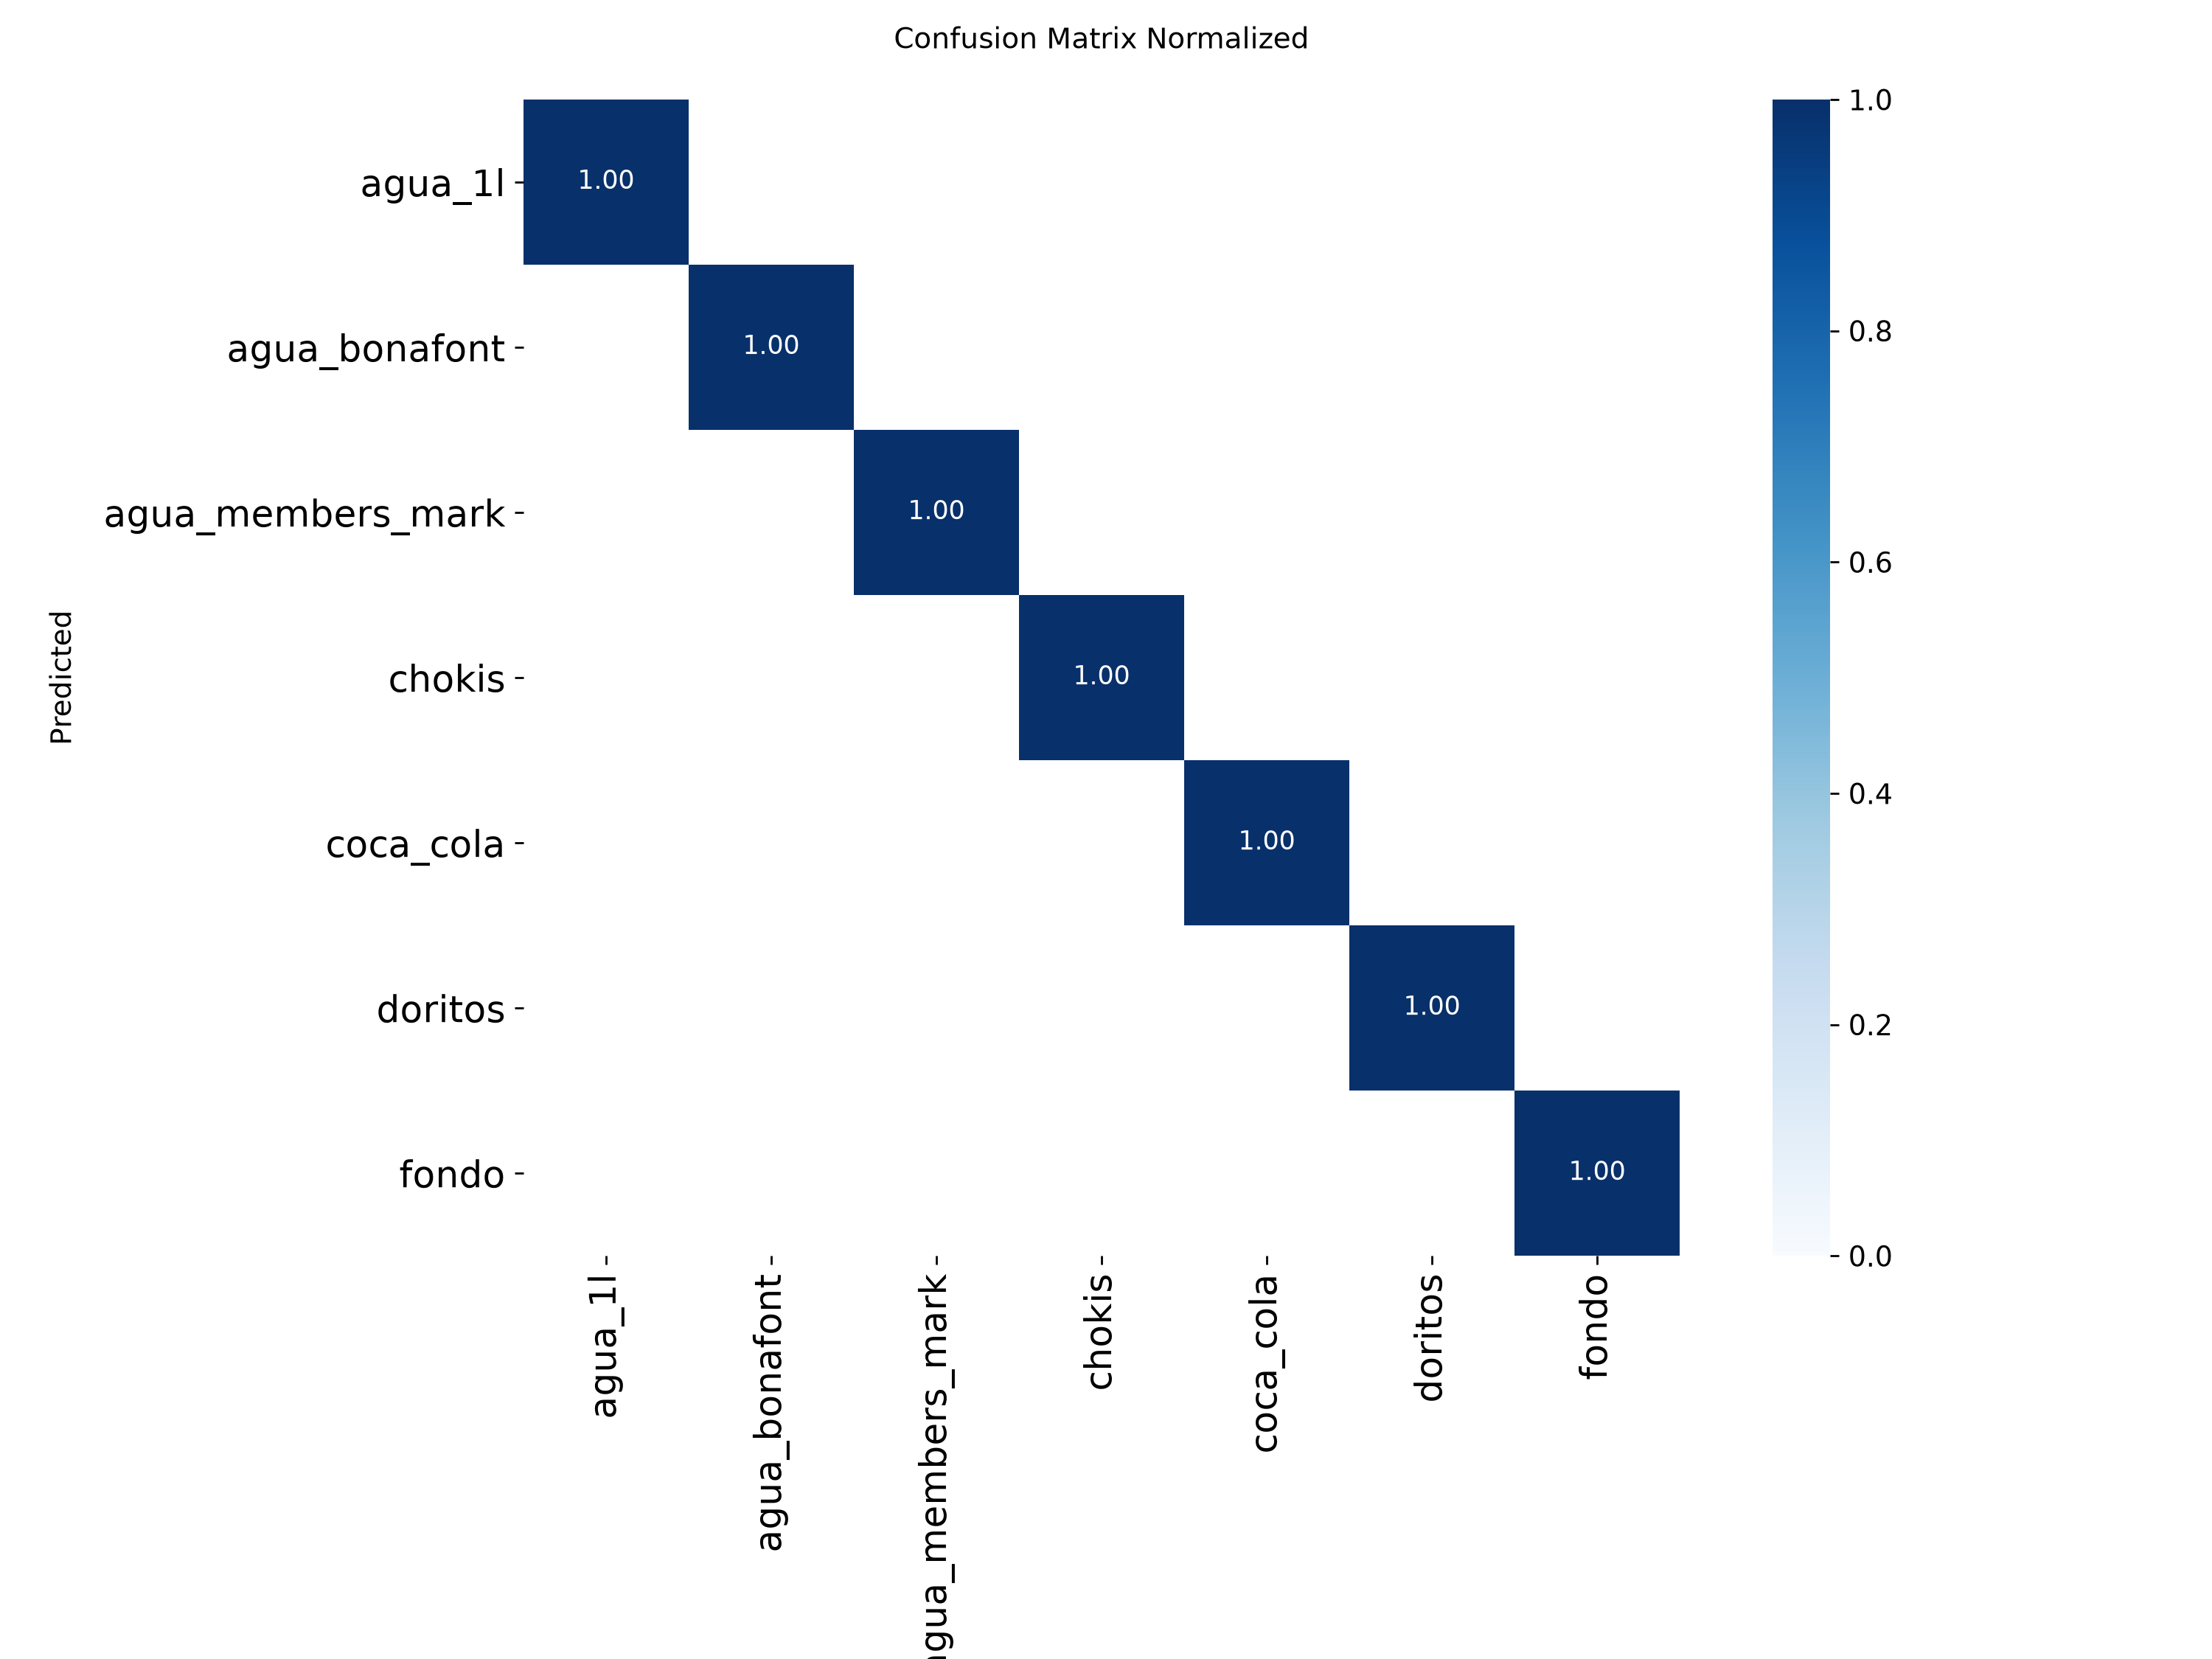 Confusion Matrix Normalized
agua_1l
agua_bonafont
agua_members_mark
chokis
coca_cola
doritos
fondo
Predicted
1.00
1.00
1.00
1.00
1.00
1.00
1.00
agua_1l
agua_bonafont
agua_members_mark
chokis
coca_cola
doritos
fondo
1.0
0.8
0.6
0.4
0.2
0.0